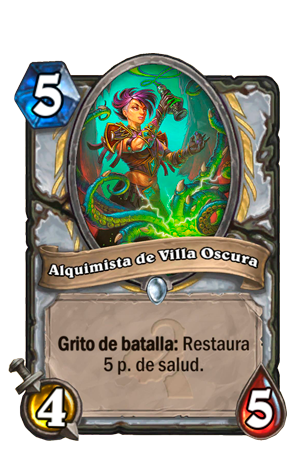 5
Alquimista de Villa Oscura
Grito de batalla: Restaura
5 p. de salud.
4
5